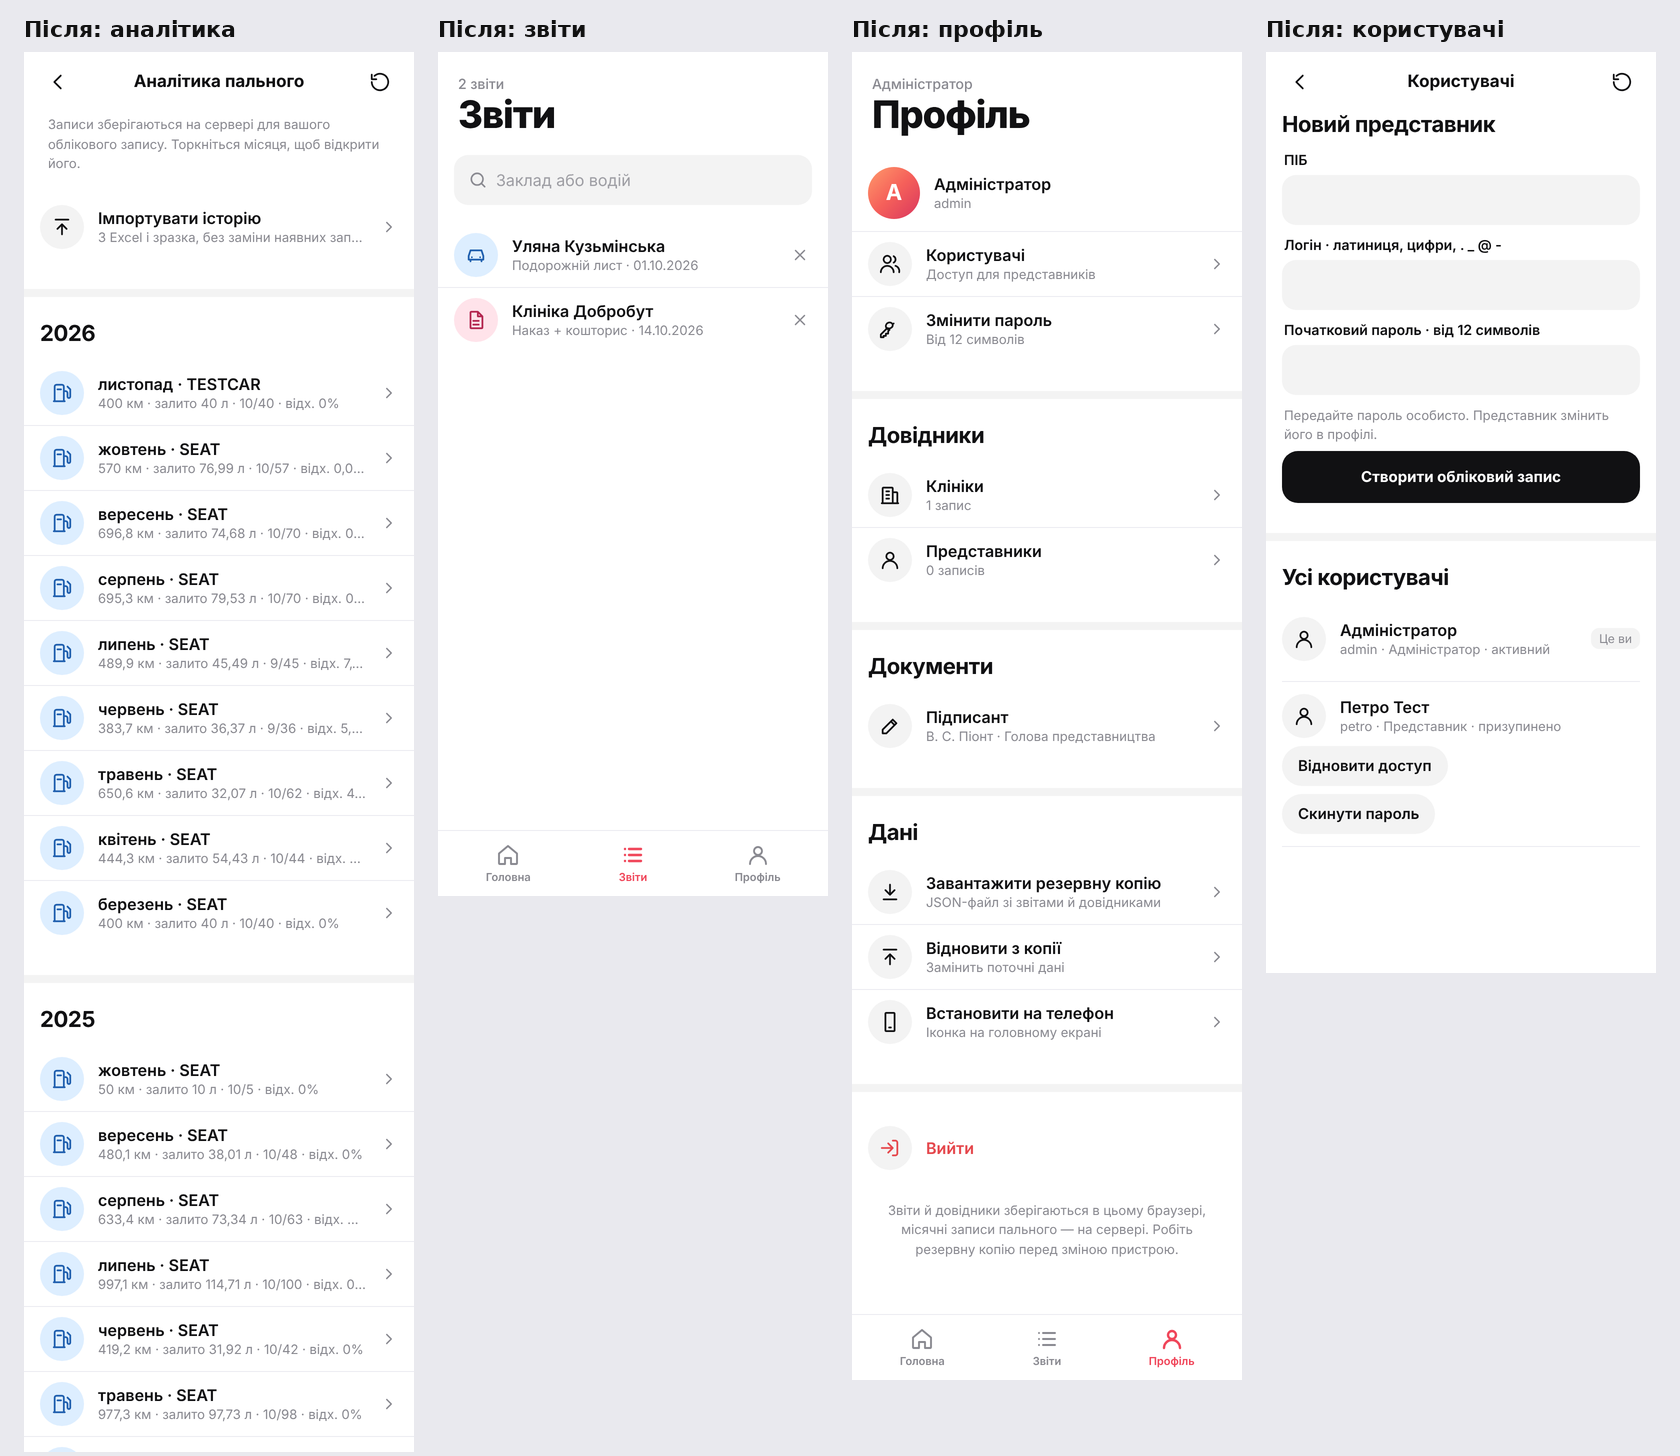 Після: аналітика
Аналітика пального
Записи зберігаються на сервері для вашого
облікового запису. Торкніться місяця, щоб відкрити
його.
Імпортувати історію
З Excel і зразка, без заміни наявних зап...
2026
листопад · TESTCAR
400 км · залито 40 л · 10/40 · відх. 0%
жовтень · SEAT
570 км · залито 76,99 л · 10/57 · відх. 0,0...
вересень · SEAT
696,8 км · залито 74,68 л · 10/70 · відх. 0...
серпень · SEAT
695,3 км · залито 79,53 л · 10/70 · відх. 0...
липень · SEAT
489,9 км · залито 45,49 л · 9/45 · відх. 7,...
червень · SEAT
383,7 км · залито 36,37 л · 9/36 · відх. 5,...
травень · SEAT
650,6 км · залито 32,07 л · 10/62 · відх. 4...
квітень · SEAT
444,3 км · залито 54,43 л · 10/44 · відх. ...
березень · SEAT
400 км · залито 40 л · 10/40 · відх. 0%
2025
жовтень · SEAT
50 км · залито 10 л · 10/5 · відх. 0%
вересень · SEAT
480,1 км · залито 38,01 л · 10/48 · відх. 0%
серпень · SEAT
633,4 км · залито 73,34 л · 10/63 · відх. ...
липень · SEAT
997,1 км · залито 114,71 л · 10/100 · відх. 0...
червень · SEAT
419,2 км · залито 31,92 л · 10/42 · відх. 0%
травень · SEAT
977,3 км · залито 97,73 л · 10/98 · відх. 0%
Після: звіти
2 звіти
Звіти
Заклад або водій
Уляна Кузьмінська
Подорожній лист · 01.10.2026
Клініка Добробут
Наказ + кошторис · 14.10.2026
Головна
Звіти
Профіль
Після: профіль
Адміністратор
Профіль
А
Адміністратор
admin
Користувачі
Доступ для представників
Змінити пароль
Від 12 символів
Довідники
Клініки
1 запис
Представники
0 записів
Документи
Підписант
В. С. Піонт · Голова представництва
Дані
Завантажити резервну копію
JSON-файл зі звітами й довідниками
Відновити з копії
Замінить поточні дані
Встановити на телефон
Іконка на головному екрані
Вийти
Звіти й довідники зберігаються в цьому браузері,
місячні записи пального — на сервері. Робіть
резервну копію перед зміною пристрою.
Головна
Звіти
Профіль
Після: користувачі
Користувачі
Новий представник
ПІБ
Логін · латиниця, цифри, . _ @ -
Початковий пароль · від 12 символів
Передайте пароль особисто. Представник змінить
його в профілі.
Створити обліковий запис
Усі користувачі
Адміністратор
admin · Адміністратор · активний
Це ви
Петро Тест
petro · Представник · призупинено
Відновити доступ
Скинути пароль